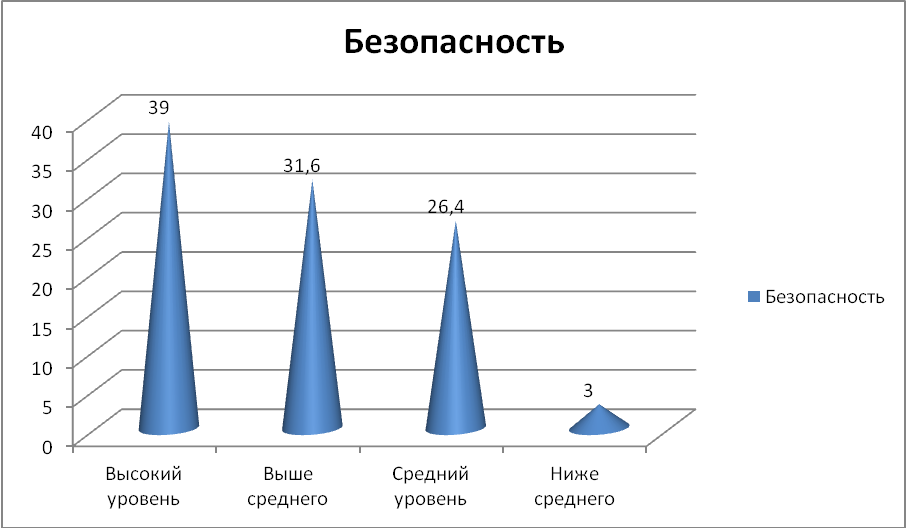 Безопасность
39
31,6
26,4
3
40
35
30
25
20
15
10
5
0
Высокий
уровень
Выше
среднего
Средний
уровень
Ниже
среднего
Безопасность